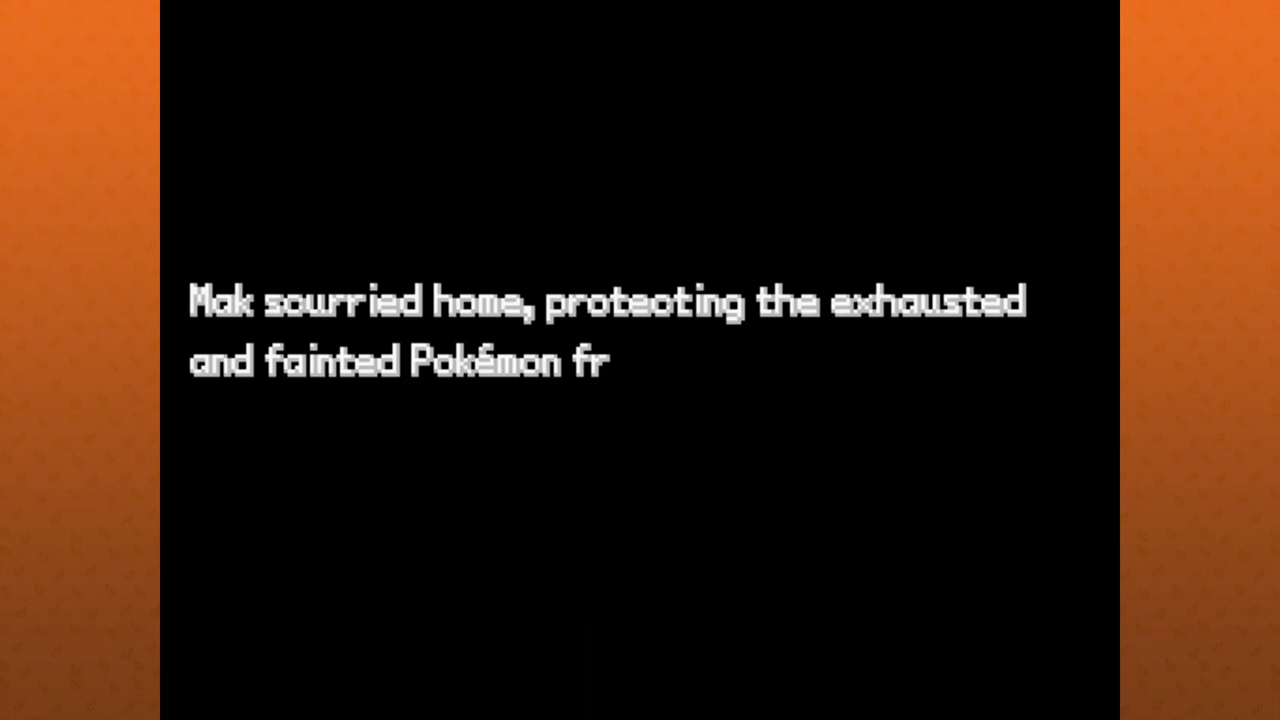 Mak scurried home, protecting the exhausted
and fainted Pokémon fr